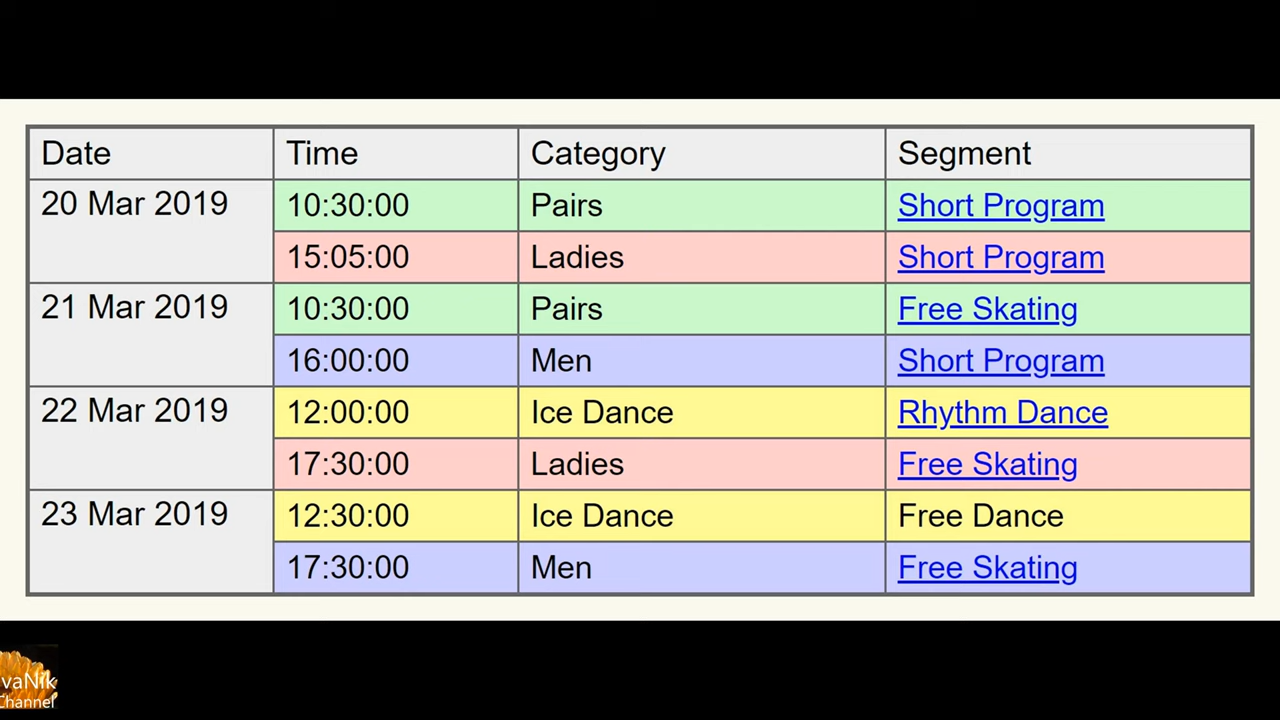 Date Time Category Segment
20 Mar 2019 10:30:00 Pairs Short Program
15:05:00 Ladies Short Program
21 Mar 2019 10:30:00 Pairs Free Skating
16:00:00 Men Short Program
22 Mar 2019 12:00:00 Ice Dance Rhythm Dance
17:30:00 Ladies Free Skating
23 Mar 2019 12:30:00 Ice Dance Free Dance
17:30:00 Men Free Skating
vaNik
Channel